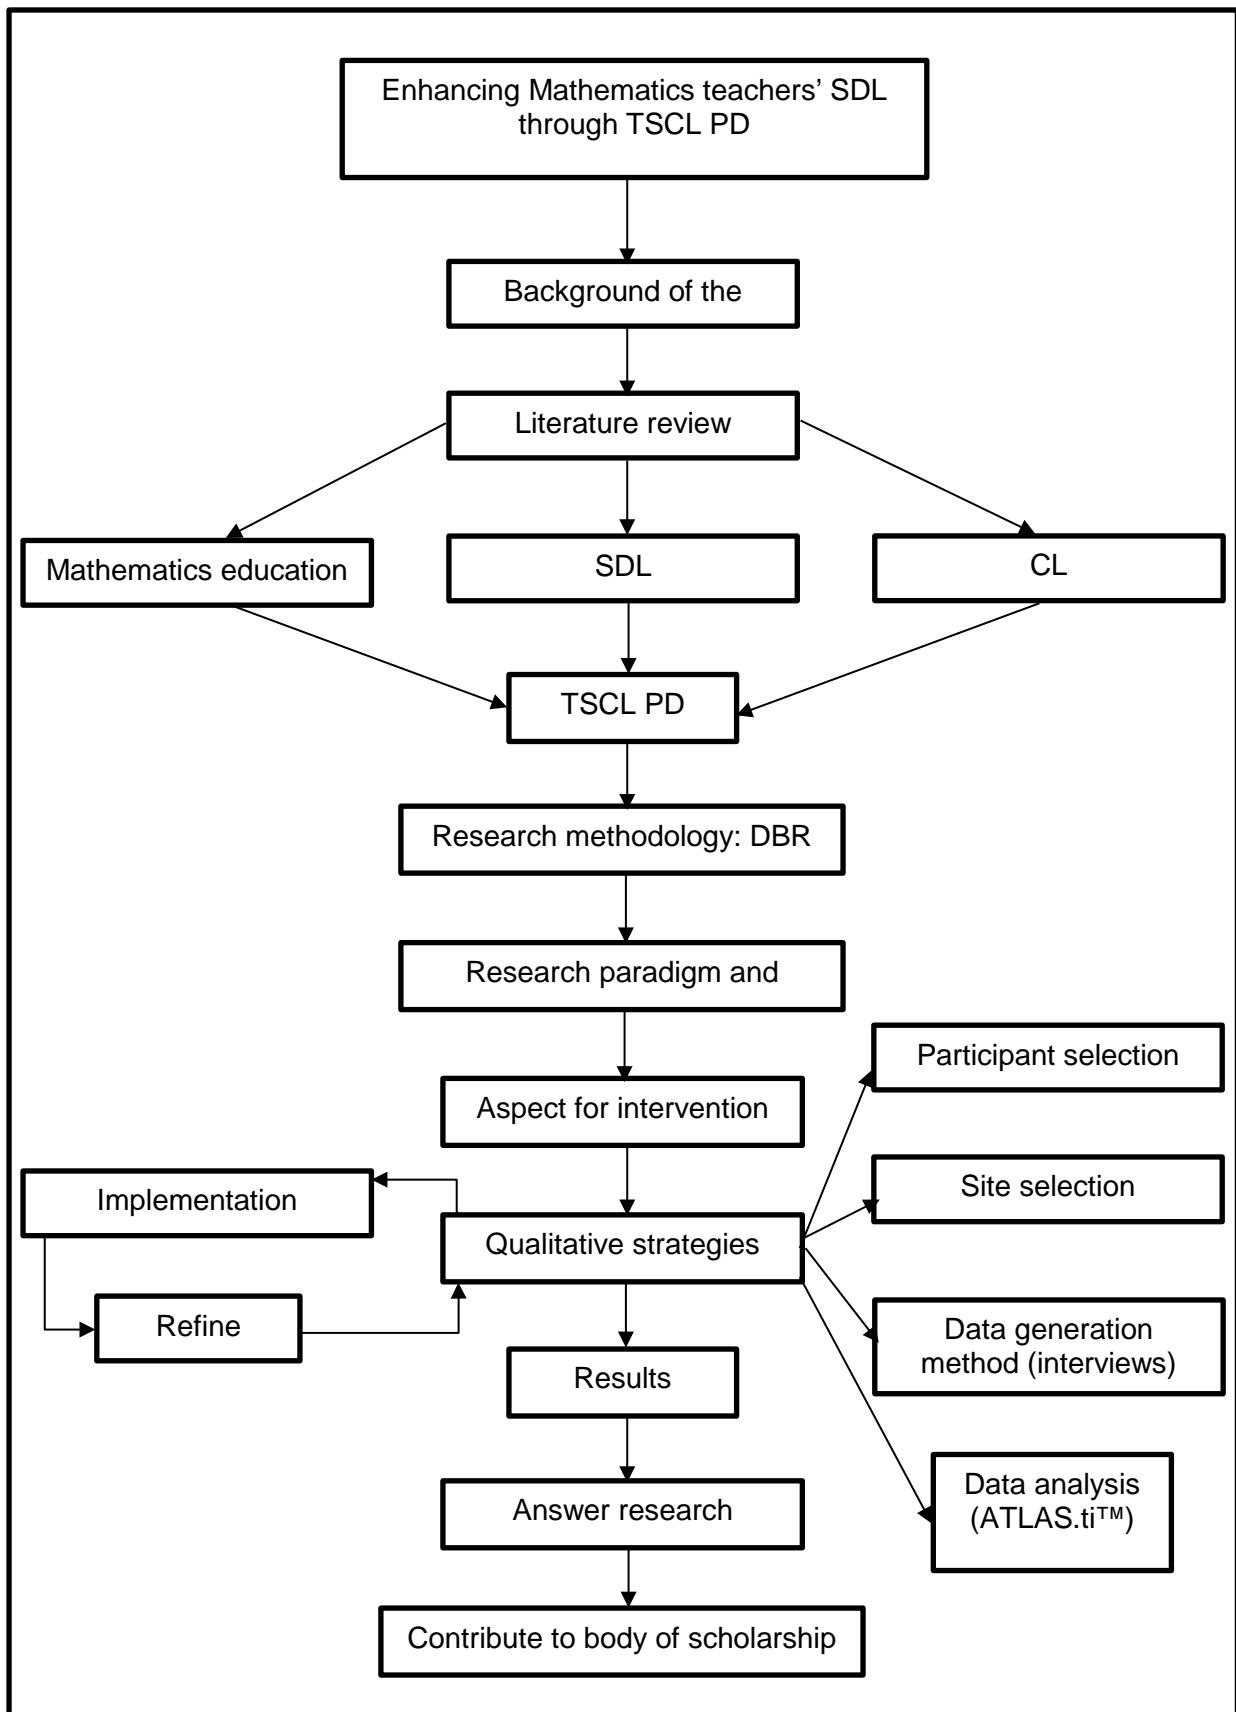 Enhancing Mathematics teachers’ SDL
through TSCL PD
Background of the
Literature review
Mathematics education
SDL
CL
TSCL PD
Research methodology: DBR
Research paradigm and
Aspect for intervention
Participant selection
Implementation
Site selection
Qualitative strategies
Refine
Data generation
method (interviews)
Results
Data analysis
(ATLAS.ti™)
Answer research
Contribute to body of scholarship